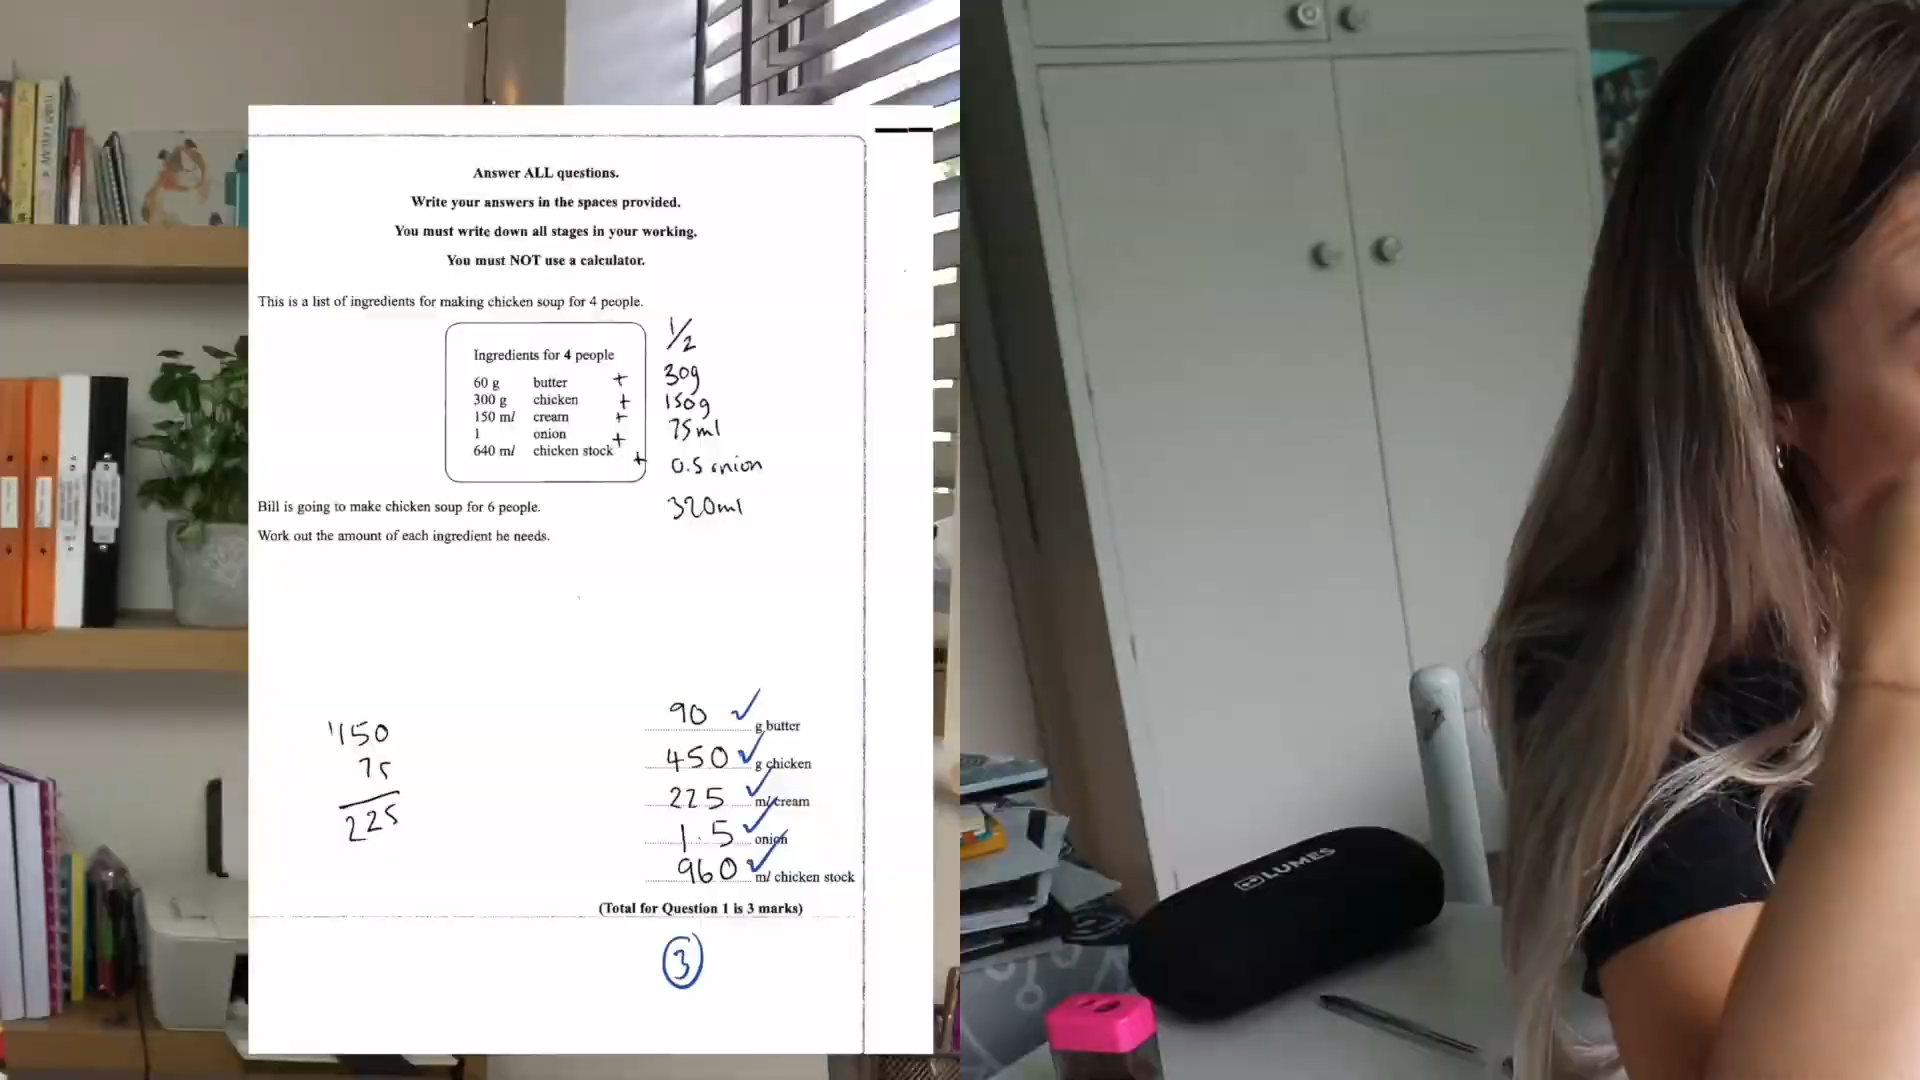 Answer ALL questions.
Write your answers in the spaces provided.
You must write down all stages in your working.
You must NOT use a calculator.
This is a list of ingredients for making chicken soup for 4 people.
Ingredients for 4 people
1/2
60 g butter + 30g
300 g chicken + 150g
150 ml cream + 75ml
1 onion + 0.5 onion
640 ml chicken stock + 320ml
Bill is going to make chicken soup for 6 people.
Work out the amount of each ingredient he needs.
150
75
225
90 g butter
450 g chicken
225 ml cream
1.5 onion
960 ml chicken stock
(Total for Question 1 is 3 marks)
3
LUMES